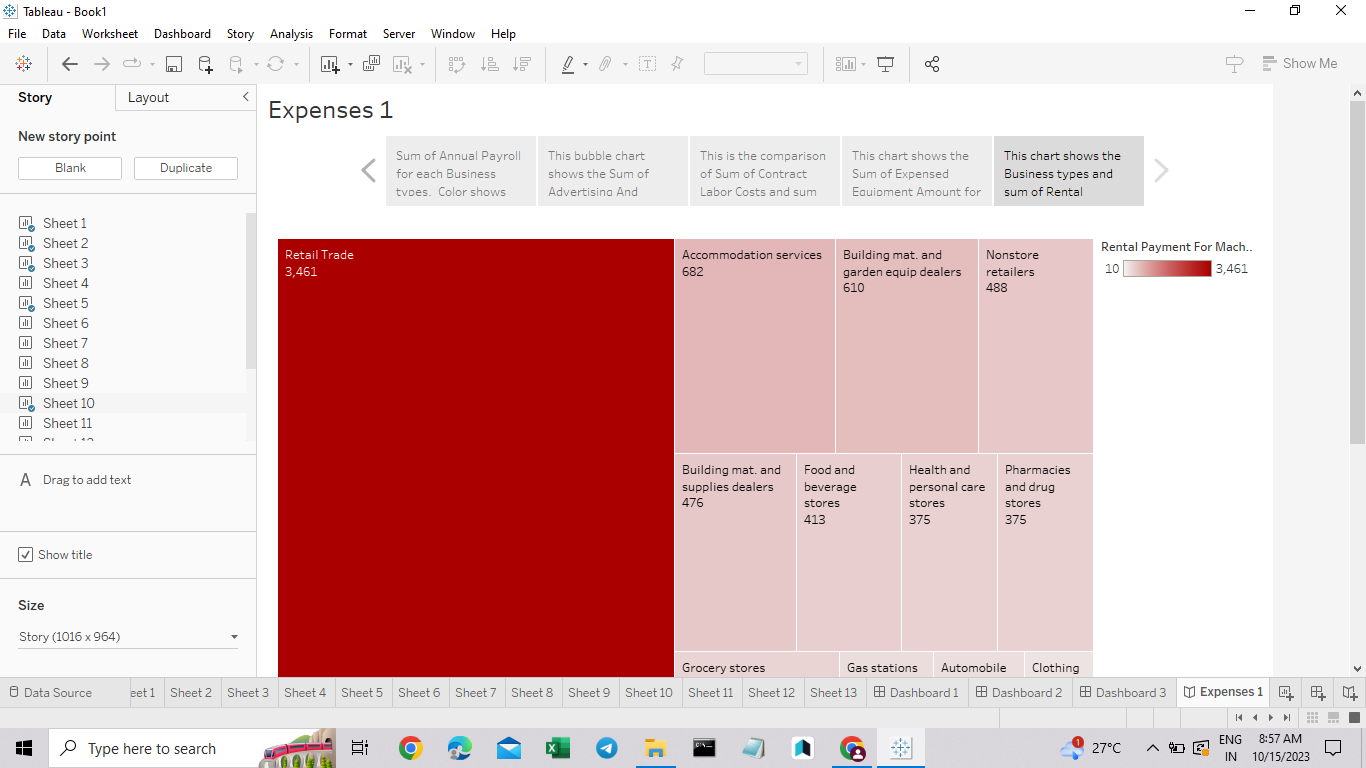 Tableau - Book1
File Data Worksheet Dashboard Story Analysis Format Server Window Help
Show Me
Story Layout
New story point
Blank Duplicate
Sheet 1
Sheet 2
Sheet 3
Sheet 4
Sheet 5
Sheet 6
Sheet 7
Sheet 8
Sheet 9
Sheet 10
Sheet 11
A Drag to add text
Show title
Size
Story (1016 x 964)
Expenses 1
Sum of Annual Payroll
for each Business
types. Color shows
This bubble chart
shows the Sum of
Advertising And
This is the comparison
of Sum of Contract
Labor Costs and sum
This chart shows the
Sum of Expensed
Equipment Amount for
This chart shows the
Business types and
sum of Rental
Retail Trade
3,461
Accommodation services
682
Building mat. and
garden equip dealers
610
Nonstore
retailers
488
Building mat. and
supplies dealers
476
Food and
beverage
stores
413
Health and
personal care
stores
375
Pharmacies
and drug
stores
375
Grocery stores
Gas stations
Automobile
Clothing
Rental Payment For Mach..
10 3,461
Data Source eet 1 Sheet 2 Sheet 3 Sheet 4 Sheet 5 Sheet 6 Sheet 7 Sheet 8 Sheet 9 Sheet 10 Sheet 11 Sheet 12 Sheet 13 Dashboard 1 Dashboard 2 Dashboard 3 Expenses 1
Type here to search
1
27°C
ENG
IN
8:57 AM
10/15/2023